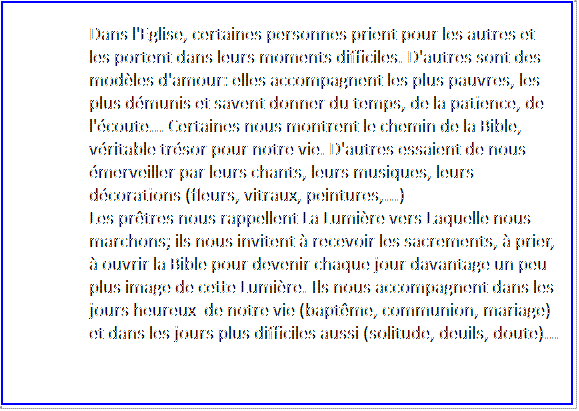 Dans l'Eglise, certaines personnes prient pour les autres et
les portent dans leurs moments difficiles. D'autres sont des
modèles d'amour: elles accompagnent les plus pauvres, les
plus démunis et savent donner du temps, de la patience, de
l'écoute..... Certaines nous montrent le chemin de la Bible,
véritable trésor pour notre vie. D'autres essaient de nous
émerveiller par leurs chants, leurs musiques, leurs
décorations (fleurs, vitraux, peintures,.....)
Les prêtres nous rappellent La Lumière vers Laquelle nous
marchons; ils nous invitent à recevoir les sacrements, à prier,
à ouvrir la Bible pour devenir chaque jour davantage un peu
plus image de cette Lumière. Ils nous accompagnent dans les
jours heureux  de notre vie (baptême, communion, mariage)
et dans les jours plus difficiles aussi (solitude, deuils, doute).....